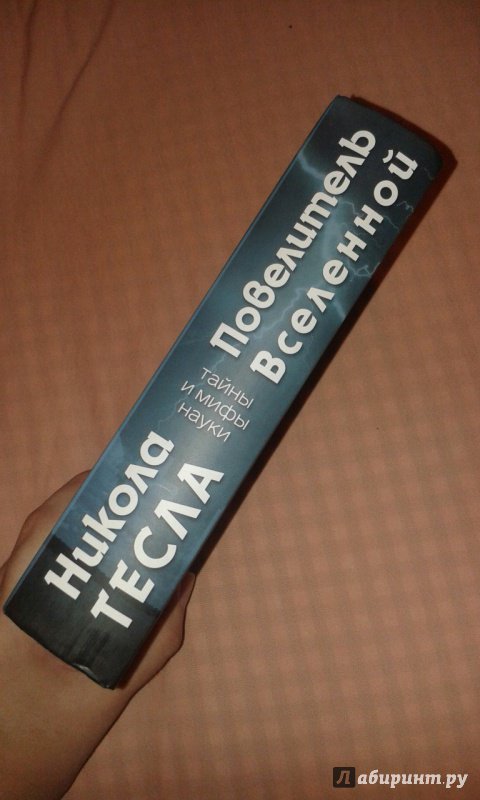 Никола
ТЕСЛА
тайны
и мифы
науки
Повелитель
Вселенной
Лабиринт.ру